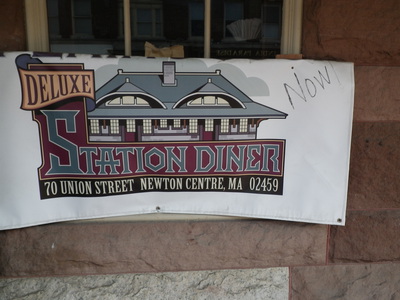 Now!
DELUXE
STATION DINER
70 UNION STREET NEWTON CENTRE, MA 02459